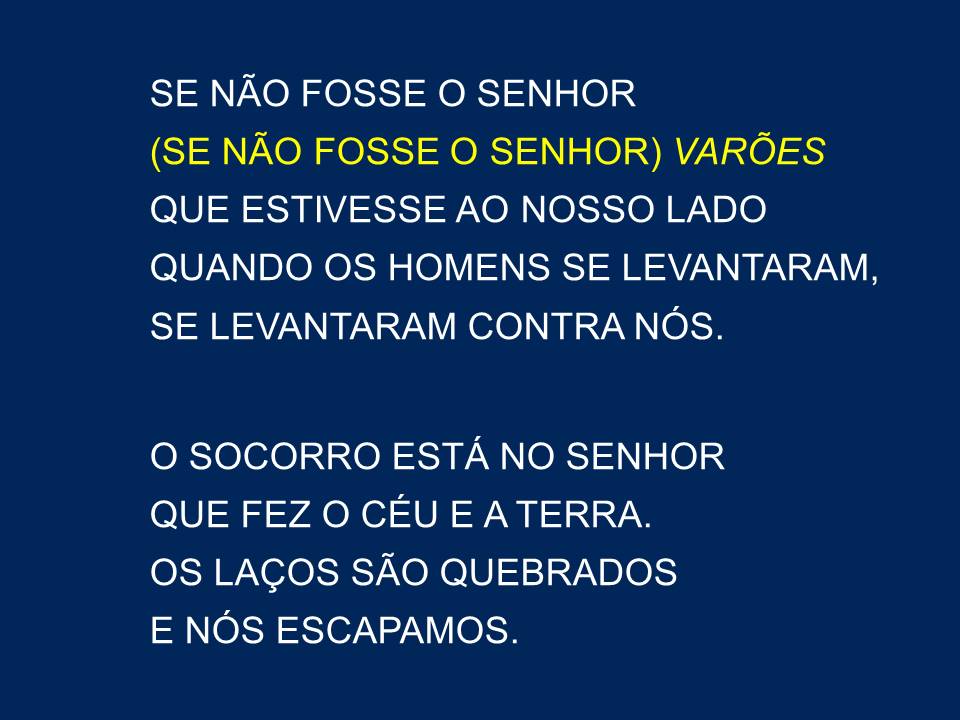 SE NÃO FOSSE O SENHOR
(SE NÃO FOSSE O SENHOR) VARÕES
QUE ESTIVESSE AO NOSSO LADO
QUANDO OS HOMENS SE LEVANTARAM,
SE LEVANTARAM CONTRA NÓS.
O SOCORRO ESTÁ NO SENHOR
QUE FEZ O CÉU E A TERRA.
OS LAÇOS SÃO QUEBRADOS
E NÓS ESCAPAMOS.